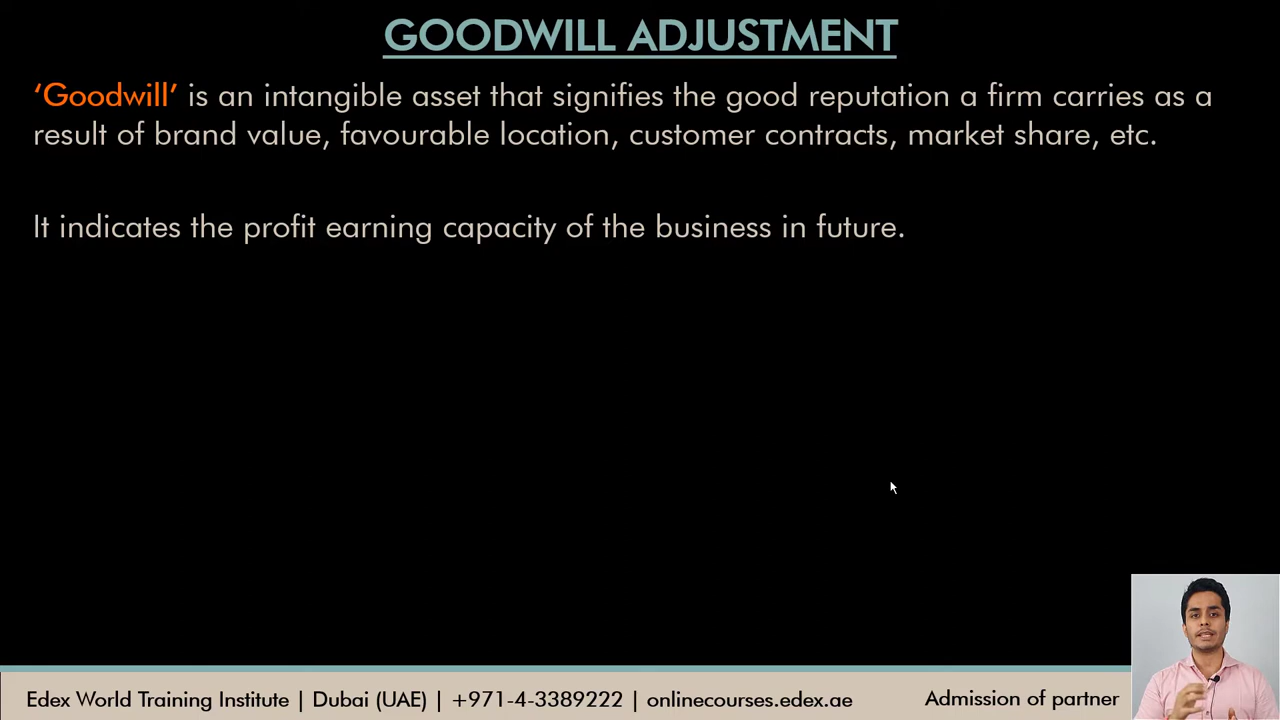 GOODWILL ADJUSTMENT
‘Goodwill’ is an intangible asset that signifies the good reputation a firm carries as a
result of brand value, favourable location, customer contracts, market share, etc.
It indicates the profit earning capacity of the business in future.
Edex World Training Institute | Dubai (UAE) | +971-4-3389222 | onlinecourses.edex.ae
Admission of partner